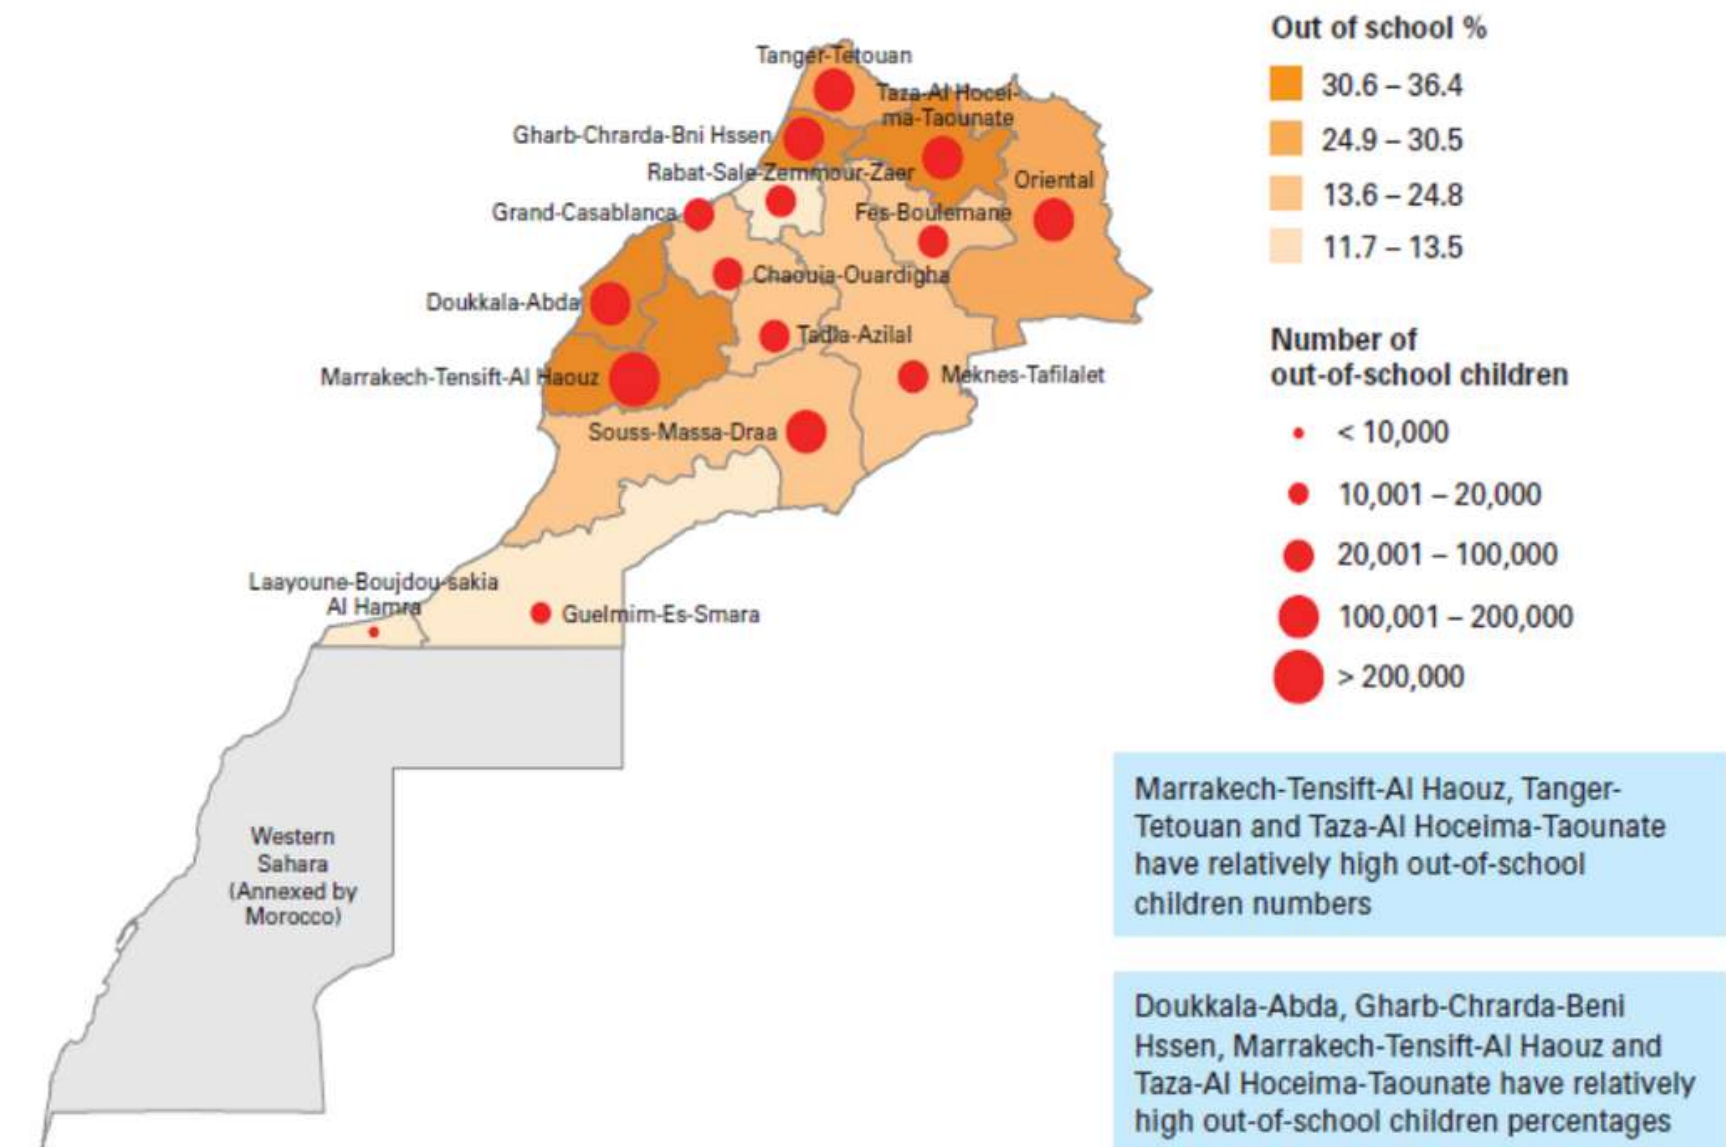 Tanger-Tetouan
Taza-Al Hocei-
ma-Taounate
Gharb-Chrarda-Bni Hssen
Rabat-Sale-Zemmour-Zaer
Oriental
Grand-Casablanca
Fes-Boulemane
Chaouia-Ouardigha
Doukkala-Abda
Tadla-Azilal
Marrakech-Tensift-Al Haouz
Meknes-Tafilalet
Souss-Massa-Draa
Laayoune-Boujdou-sakia
Al Hamra
Guelmim-Es-Smara
Western
Sahara
(Annexed by
Morocco)
Out of school %
30.6 – 36.4
24.9 – 30.5
13.6 – 24.8
11.7 – 13.5
Number of
out-of-school children
< 10,000
10,001 – 20,000
20,001 – 100,000
100,001 – 200,000
> 200,000
Marrakech-Tensift-Al Haouz, Tanger-
Tetouan and Taza-Al Hoceima-Taounate
have relatively high out-of-school
children numbers
Doukkala-Abda, Gharb-Chrarda-Beni
Hssen, Marrakech-Tensift-Al Haouz and
Taza-Al Hoceima-Taounate have relatively
high out-of-school children percentages